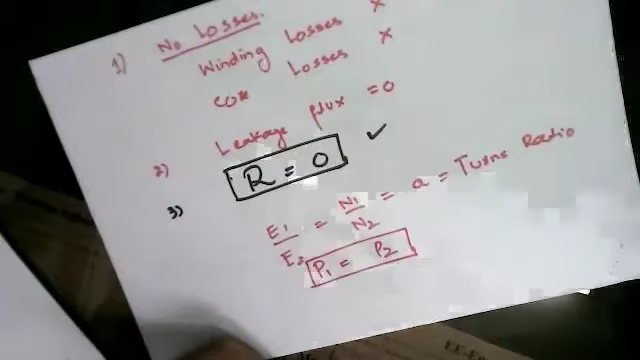 1) No Losses.
Winding Losses ×
core Losses ×
2) Leakage flux = 0
3) R = 0 ✓
E1/E2 = N1/N2 = a = Turns Ratio
P1 = P2